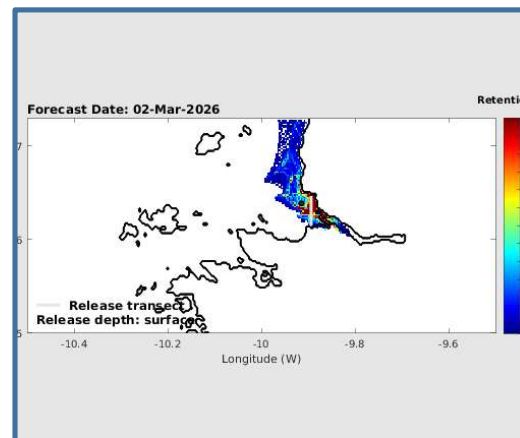 Retentio
Forecast Date: 02-Mar-2026
7
6
Release transect
Release depth: surface
5
-10.4 -10.2 -10 -9.8 -9.6
Longitude (W)